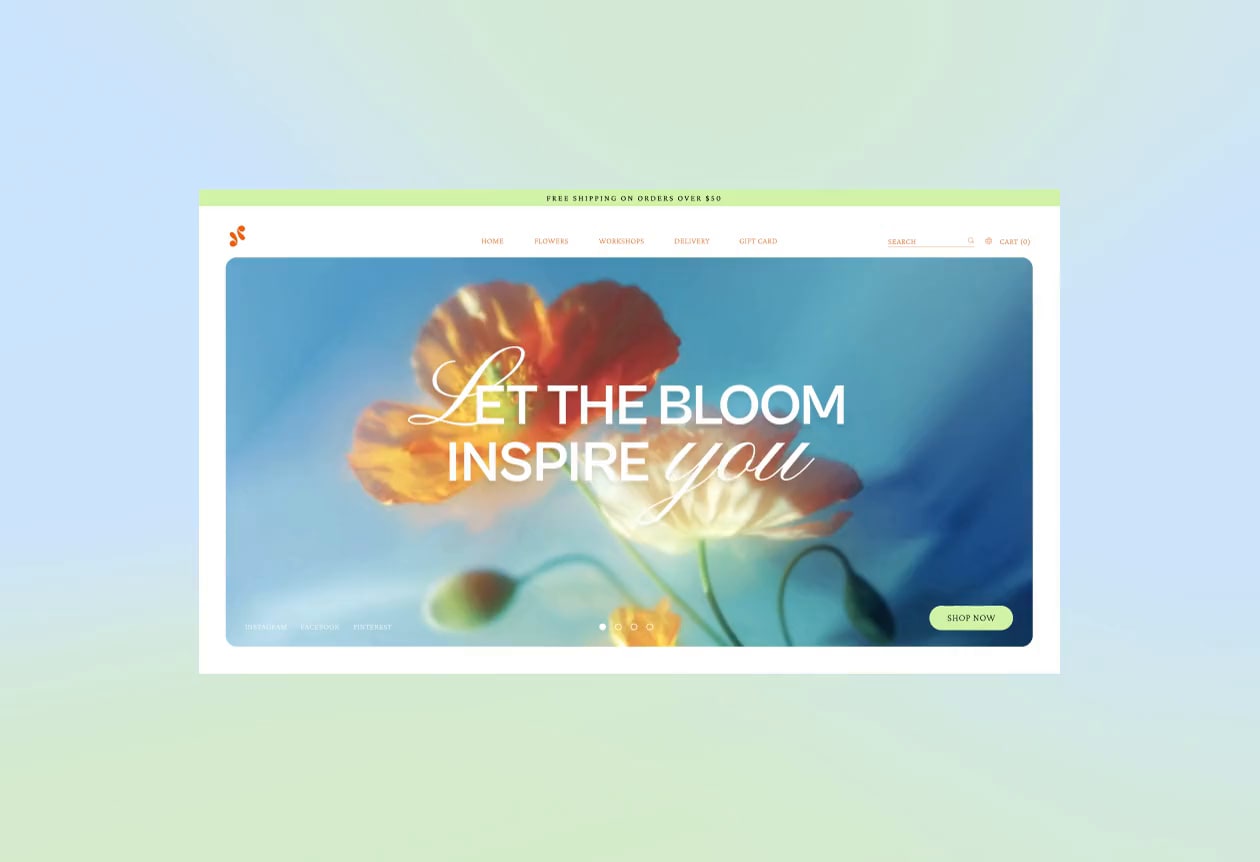 FREE SHIPPING ON ORDERS OVER $50
HOME FLOWERS WORKSHOPS DELIVERY GIFT CARD SEARCH CART (0)
LET THE BLOOM
INSPIRE you
INSTAGRAM FACEBOOK PINTEREST
SHOP NOW